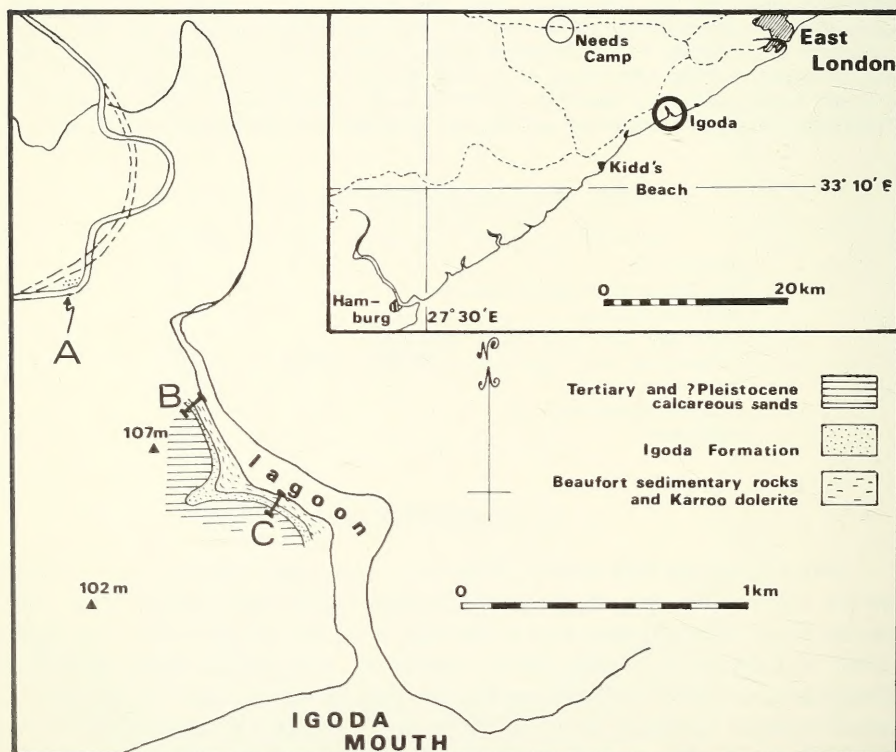 Needs
Camp
East
London
Igoda
Kidd's
Beach
33° 10′ S
Ham-
burg
27° 30′E
0 20km
N
A
Tertiary and ?Pleistocene
calcareous sands
Igoda Formation
Beaufort sedimentary rocks
and Karroo dolerite
B
107m
lagoon
C
102m
0 1km
IGODA
MOUTH